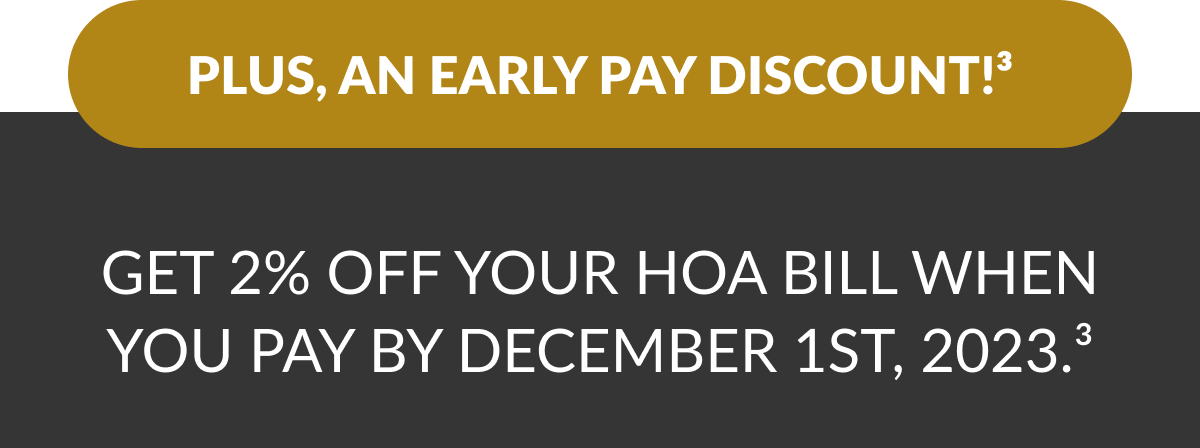 PLUS, AN EARLY PAY DISCOUNT!³
GET 2% OFF YOUR HOA BILL WHEN
YOU PAY BY DECEMBER 1ST, 2023.³